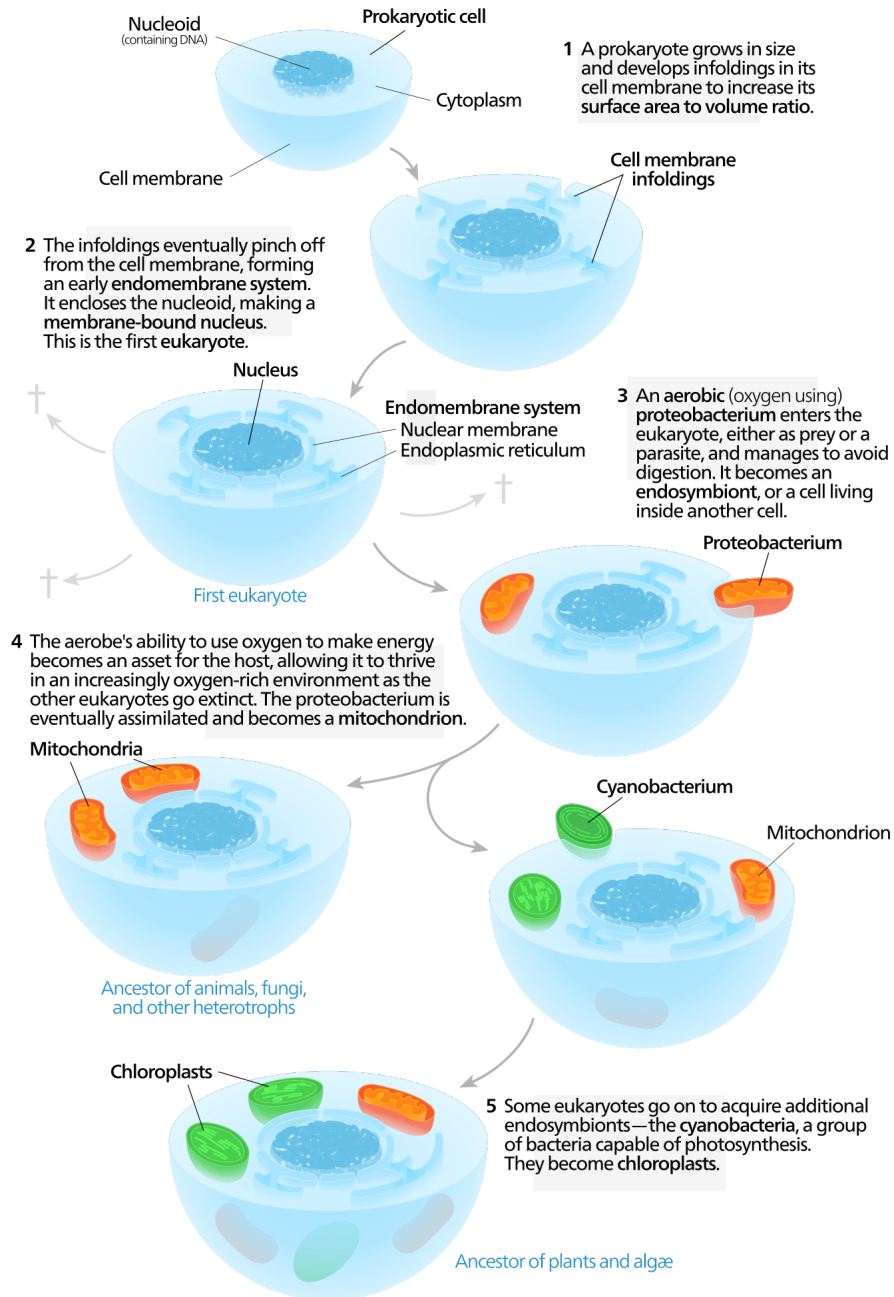 Nucleoid
(containing DNA)
Prokaryotic cell
Cytoplasm
Cell membrane
1 A prokaryote grows in size
and develops infoldings in its
cell membrane to increase its
surface area to volume ratio.
Cell membrane
infoldings
2 The infoldings eventually pinch off
from the cell membrane, forming
an early endomembrane system.
It encloses the nucleoid, making a
membrane-bound nucleus.
This is the first eukaryote.
Nucleus
Endomembrane system
Nuclear membrane
Endoplasmic reticulum
First eukaryote
3 An aerobic (oxygen using)
proteobacterium enters the
eukaryote, either as prey or a
parasite, and manages to avoid
digestion. It becomes an
endosymbiont, or a cell living
inside another cell.
Proteobacterium
4 The aerobe's ability to use oxygen to make energy
becomes an asset for the host, allowing it to thrive
in an increasingly oxygen-rich environment as the
other eukaryotes go extinct. The proteobacterium is
eventually assimilated and becomes a mitochondrion.
Mitochondria
Ancestor of animals, fungi,
and other heterotrophs
Cyanobacterium
Mitochondrion
Chloroplasts
5 Some eukaryotes go on to acquire additional
endosymbionts—the cyanobacteria, a group
of bacteria capable of photosynthesis.
They become chloroplasts.
Ancestor of plants and algæ